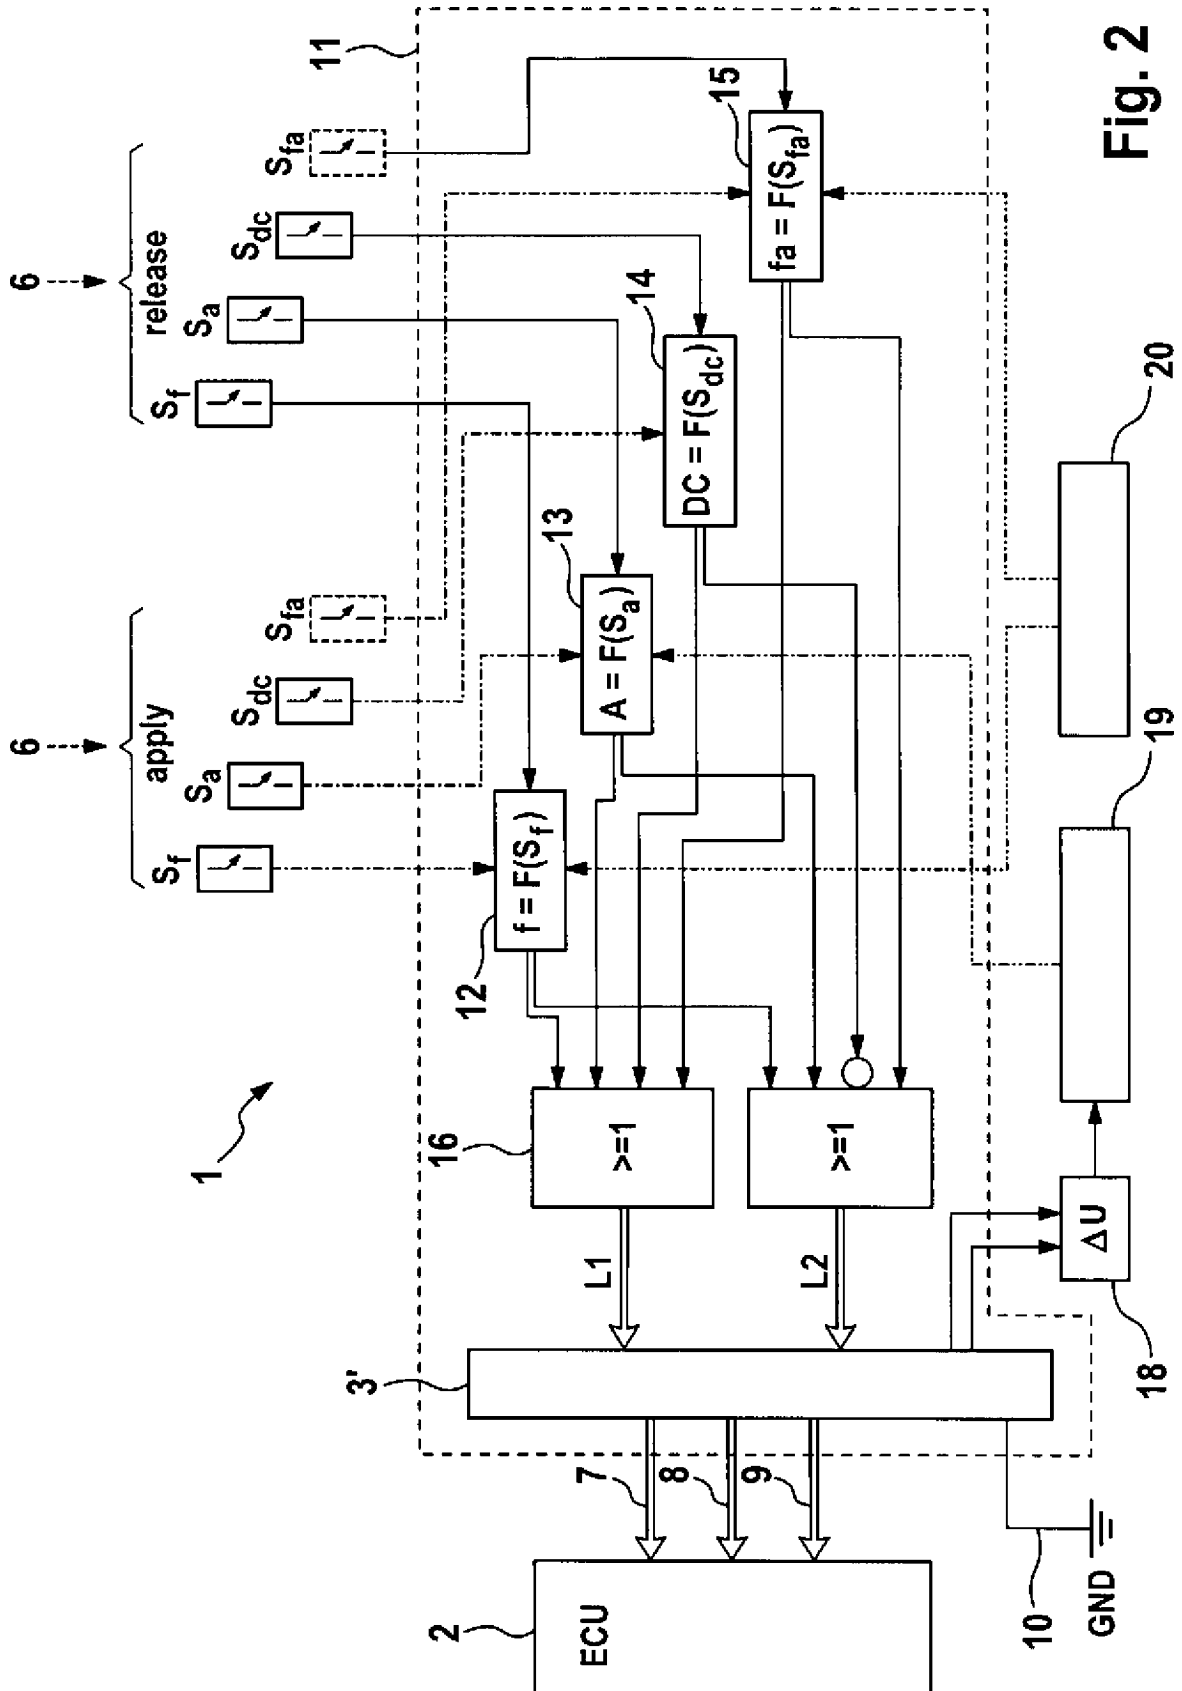 Fig. 2
1
6
apply
6
release
S_f
S_a
S_dc
S_fa
S_f
S_a
S_dc
S_fa
11
12
f = F(S_f)
13
A = F(S_a)
14
DC = F(S_dc)
15
fa = F(S_fa)
16
>=1
>=1
L1
L2
3'
7
8
9
2
ECU
10
GND
18
ΔU
19
20